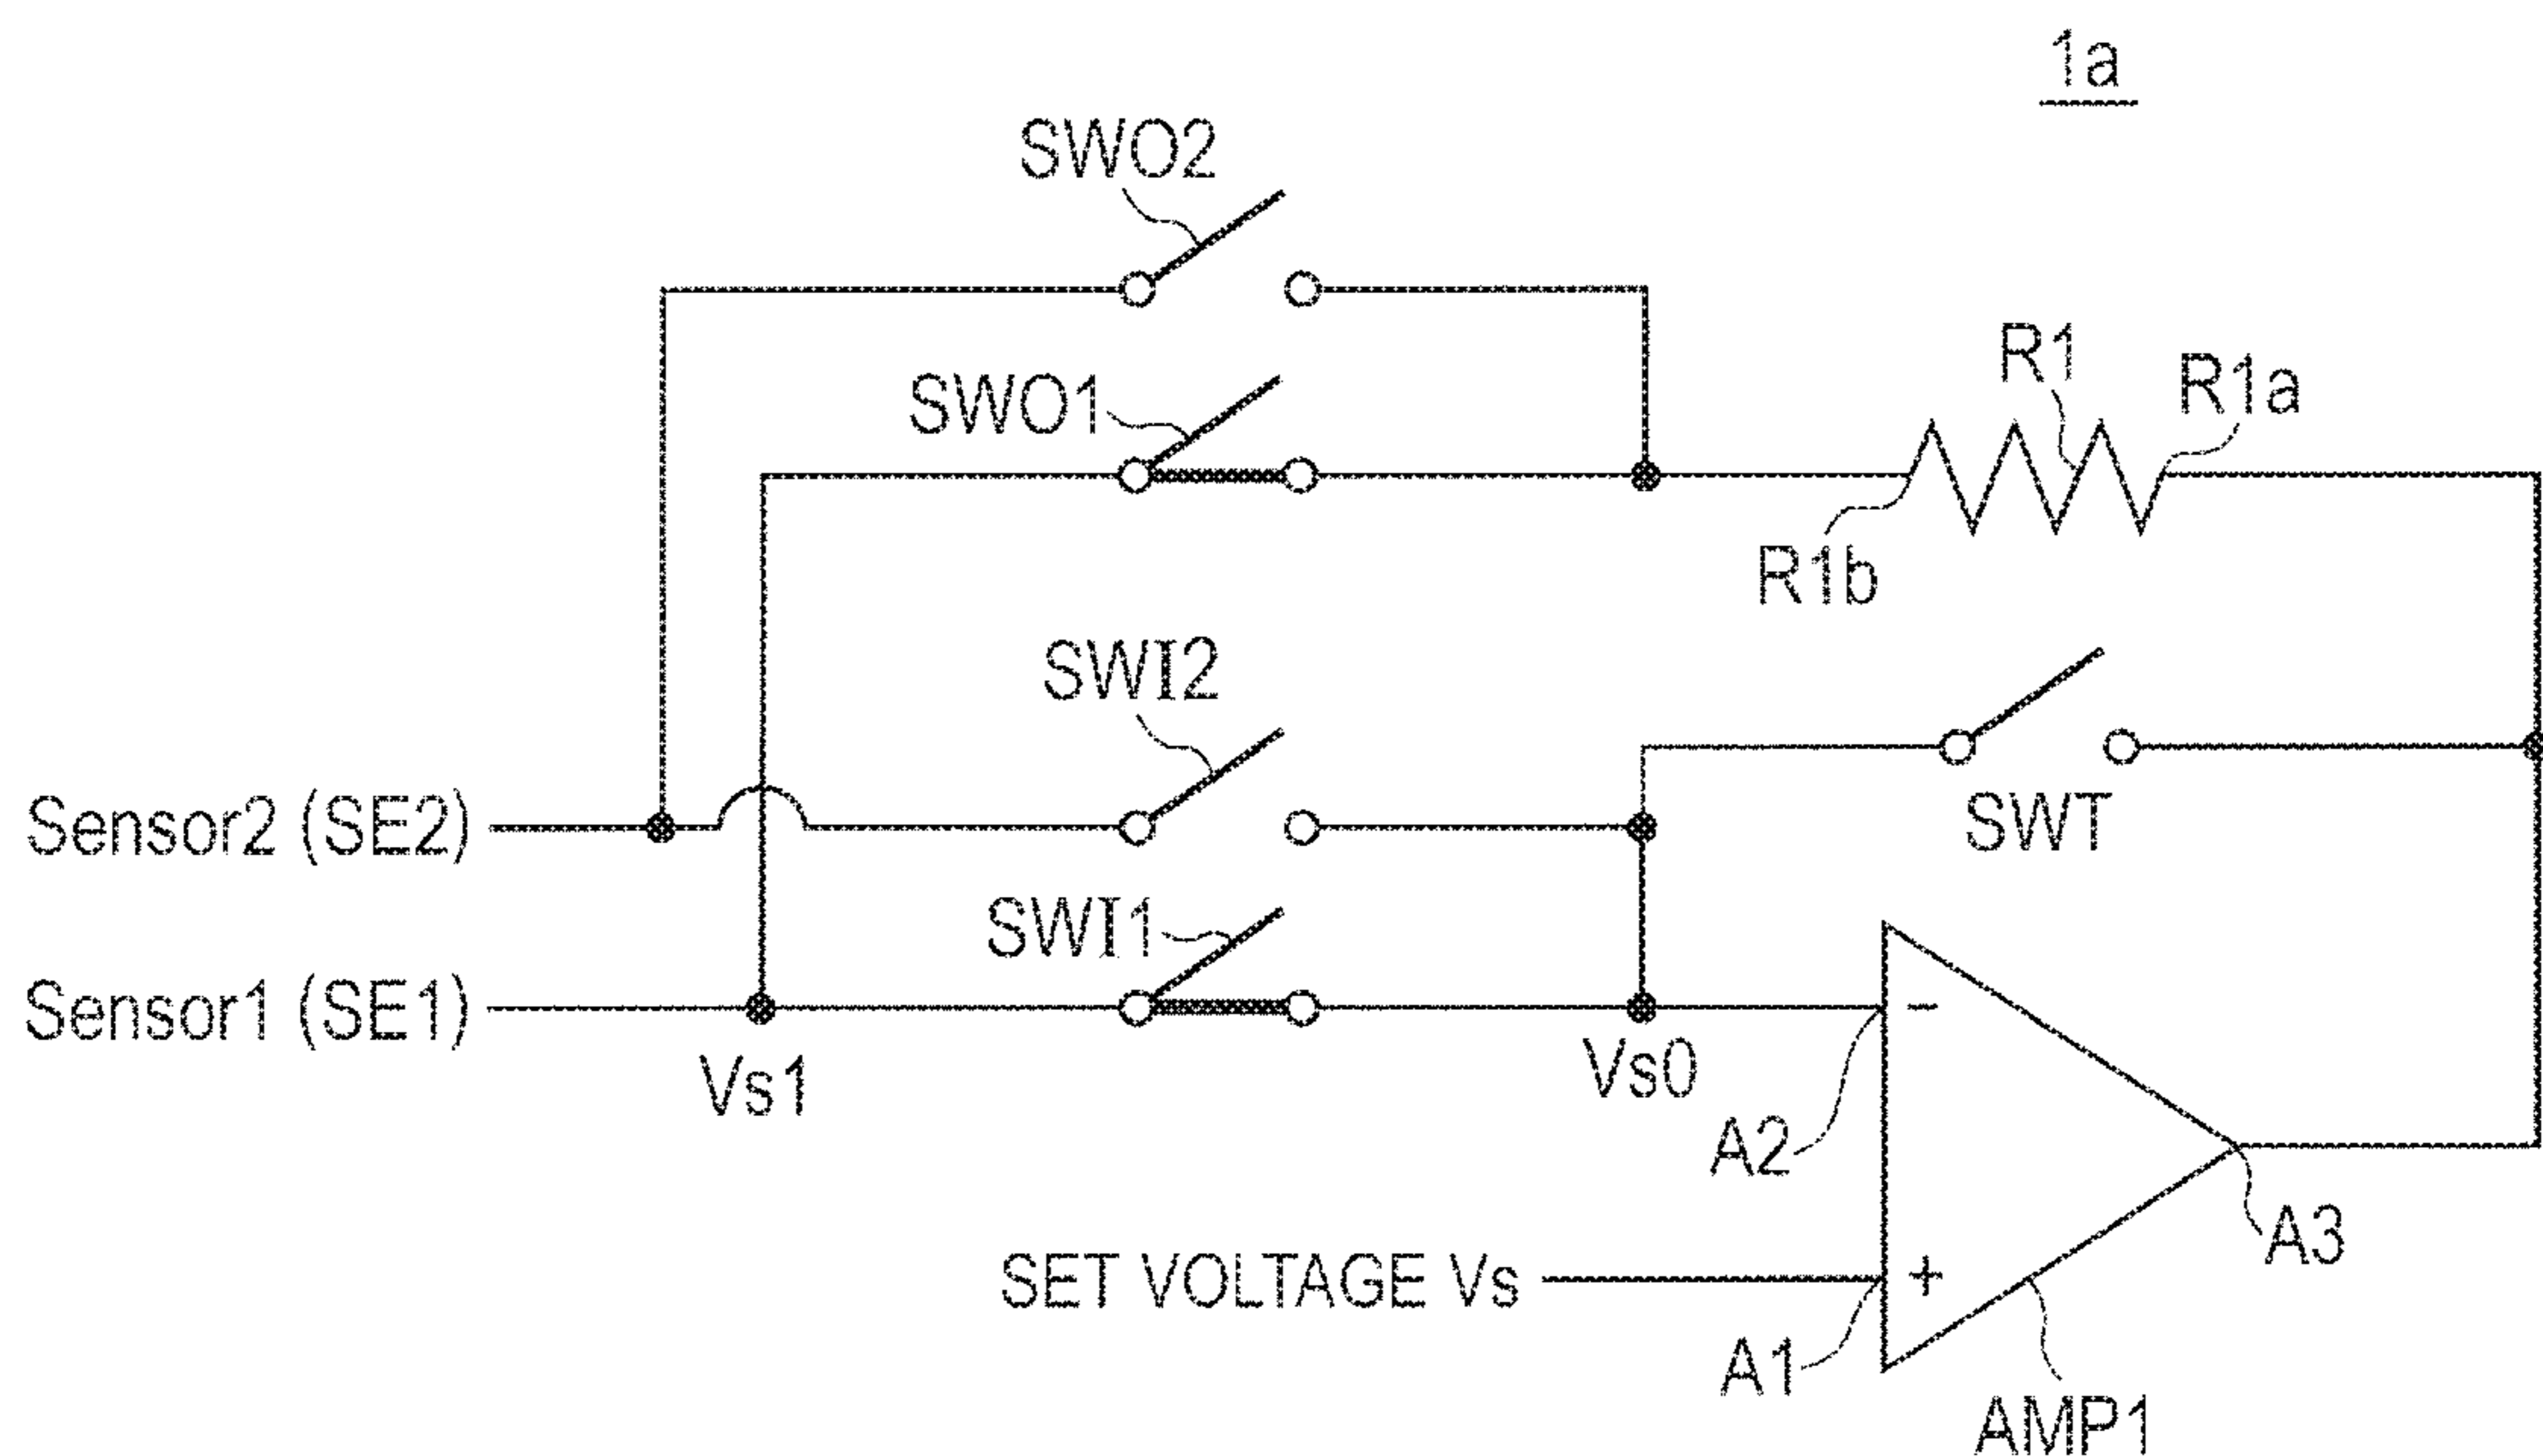 1a
SWO2
SWO1
R1
R1a
R1b
SWI2
SWT
Sensor2 (SE2)
SWI1
Sensor1 (SE1)
Vs1
Vs0
−
A2
SET VOLTAGE Vs
+
A3
A1
AMP1